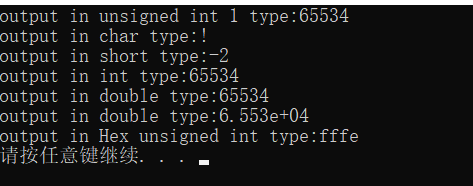 output in unsigned int 1 type:65534
output in char type:!
output in short type:-2
output in int type:65534
output in double type:65534
output in double type:6.553e+04
output in Hex unsigned int type:fffe
请按任意键继续. . .